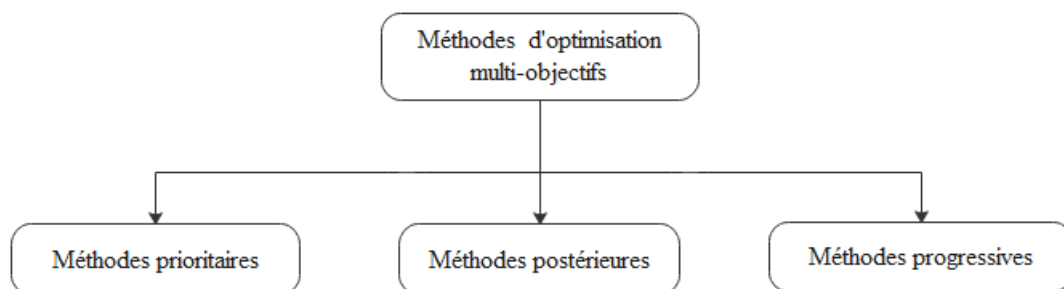 Méthodes d'optimisation
multi-objectifs
Méthodes prioritaires
Méthodes postérieures
Méthodes progressives